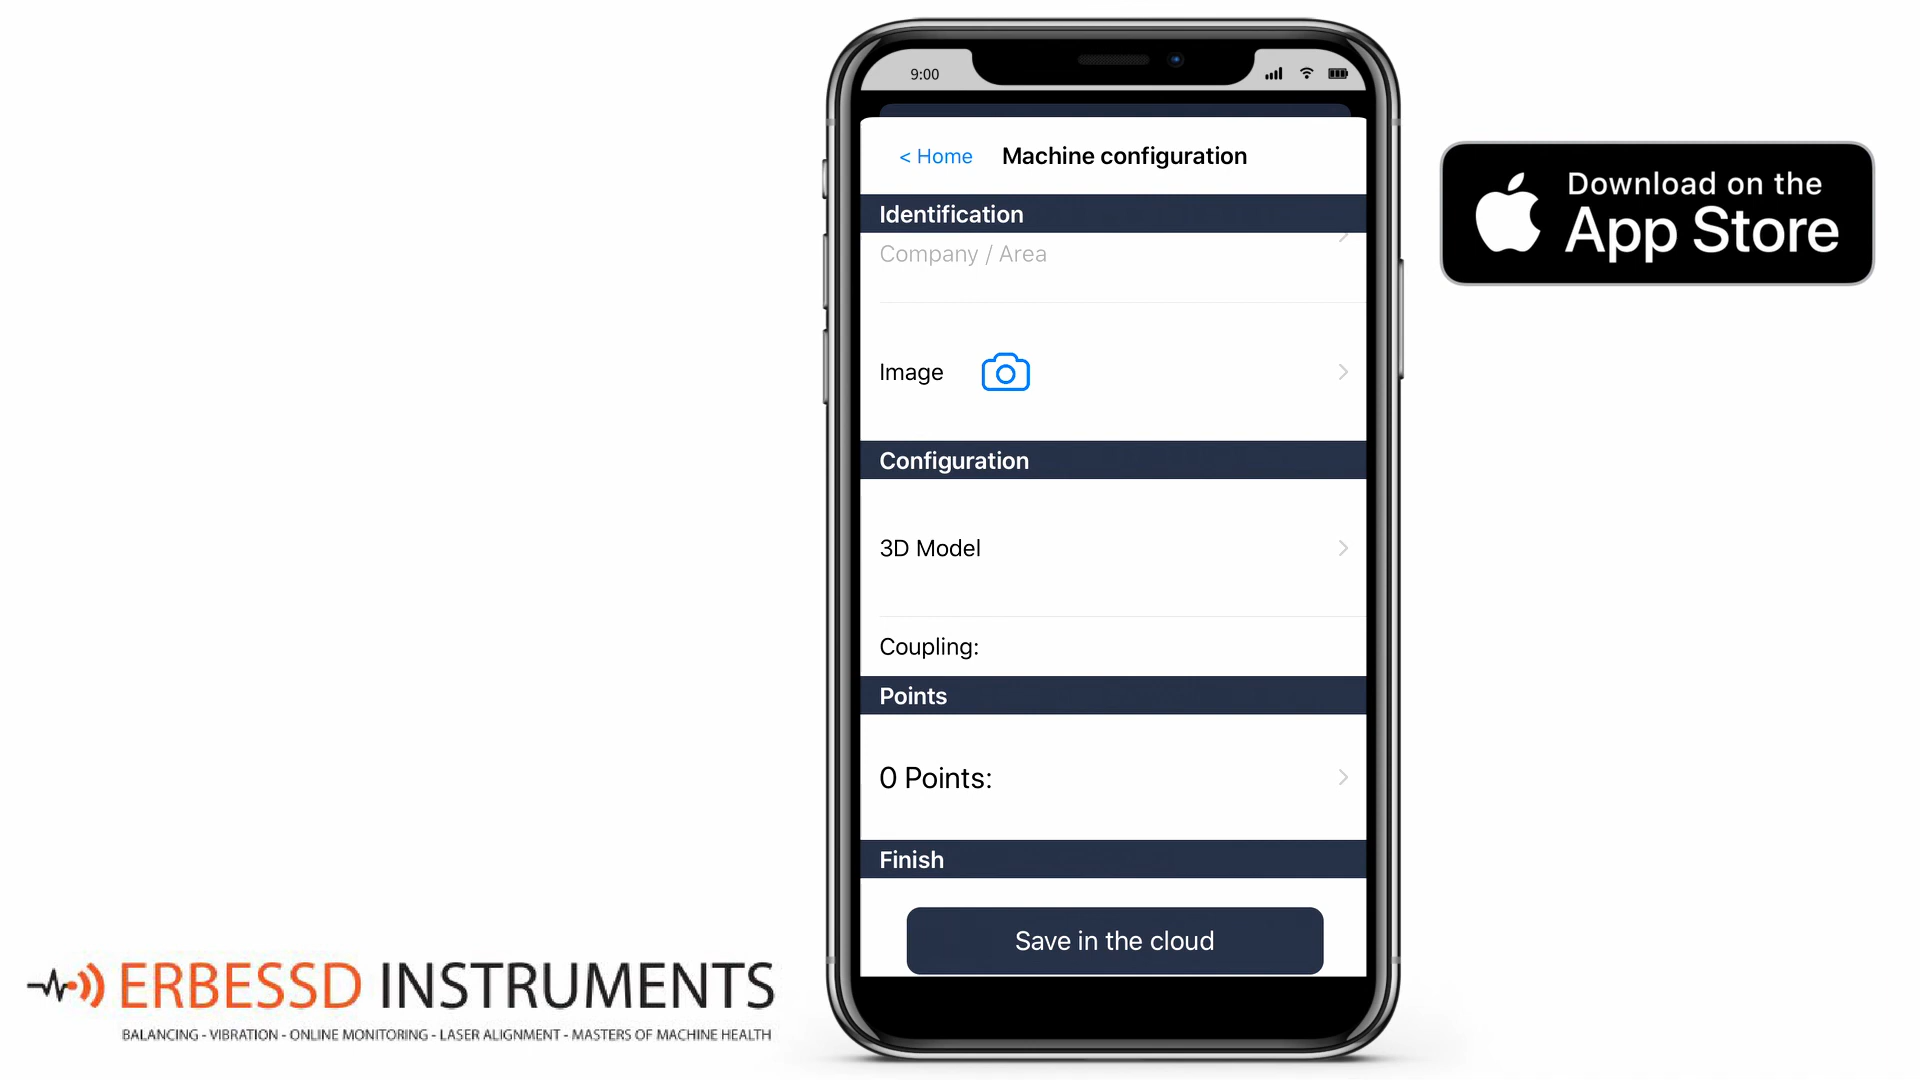 9:00
< Home
Machine configuration
Identification
Company / Area
Image
Configuration
3D Model
Coupling:
Points
0 Points:
Finish
Save in the cloud
Download on the
App Store
ERBESSD INSTRUMENTS
BALANCING - VIBRATION - ONLINE MONITORING - LASER ALIGNMENT - MASTERS OF MACHINE HEALTH